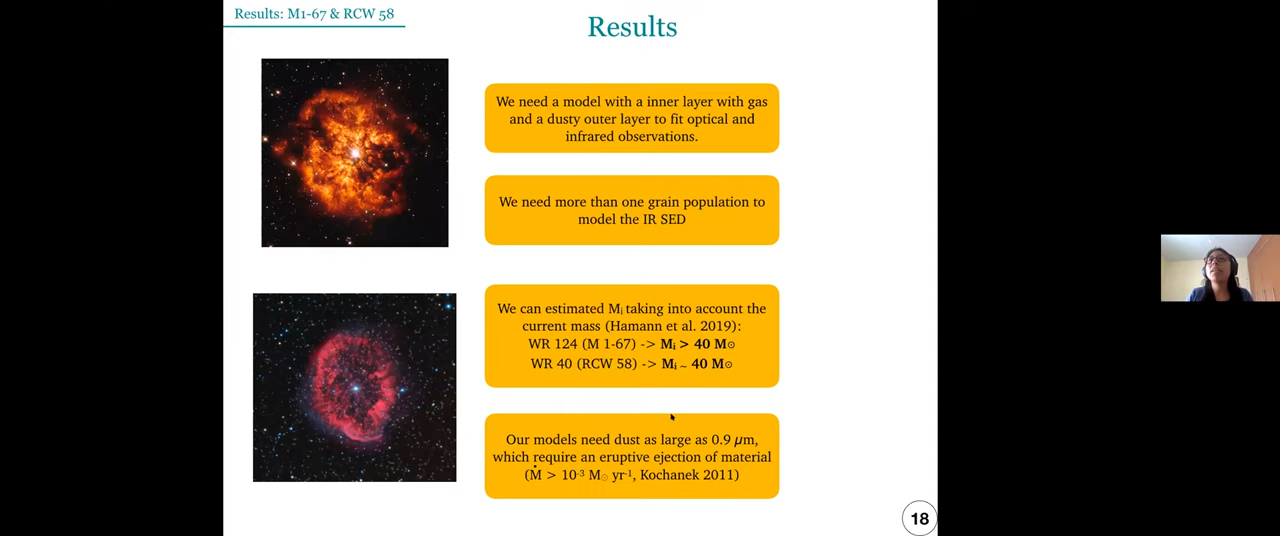 Results: M1-67 & RCW 58
Results
We need a model with a inner layer with gas
and a dusty outer layer to fit optical and
infrared observations.
We need more than one grain population to
model the IR SED
We can estimated Mᵢ taking into account the
current mass (Hamann et al. 2019):
WR 124 (M 1-67) -> Mᵢ > 40 M☉
WR 40 (RCW 58) -> Mᵢ ~ 40 M☉
Our models need dust as large as 0.9 μm,
which require an eruptive ejection of material
(Ṁ > 10⁻³ M☉ yr⁻¹, Kochanek 2011)
18